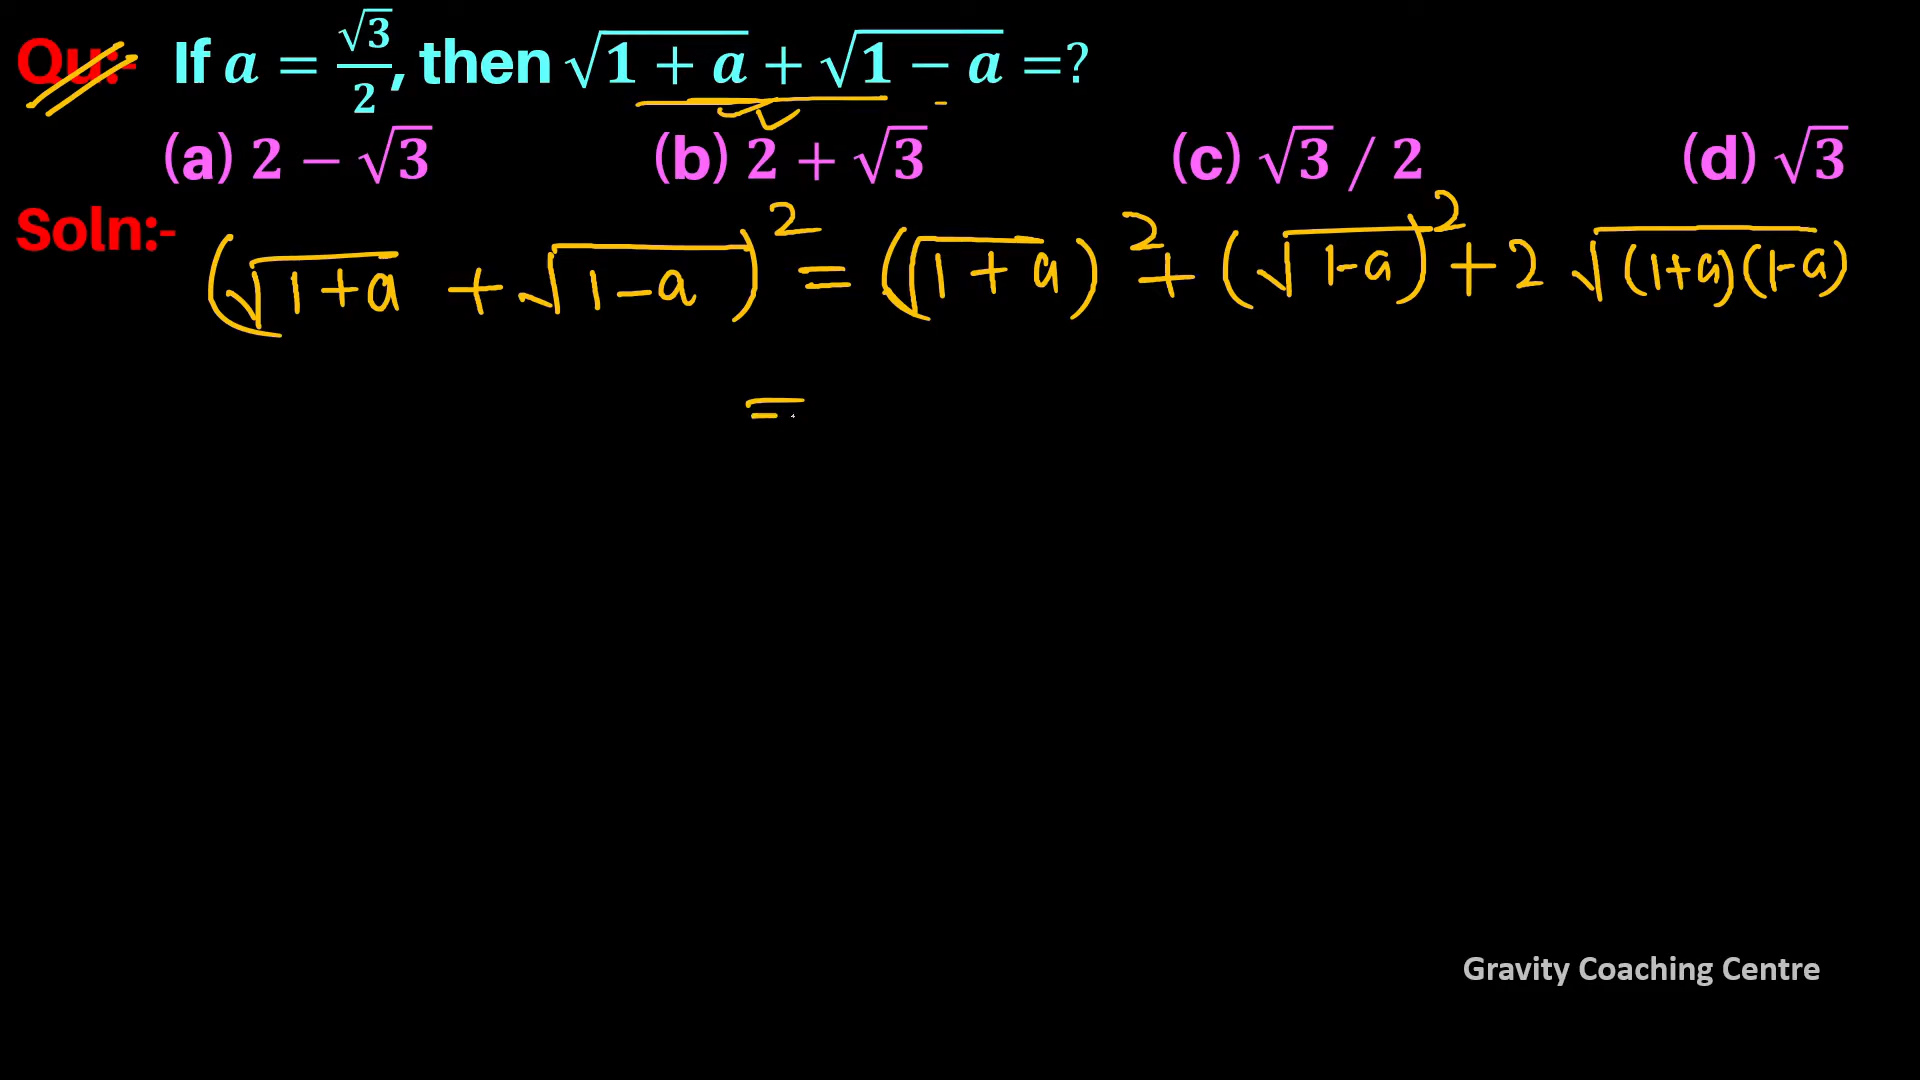 Qu:- If a = √3/2, then √(1 + a) + √(1 − a) =?
(a) 2 − √3 (b) 2 + √3 (c) √3 / 2 (d) √3
Soln:- (√(1+a) + √(1-a))² = (√(1+a))² + (√(1-a))² + 2 √((1+a)(1-a))
=
Gravity Coaching Centre